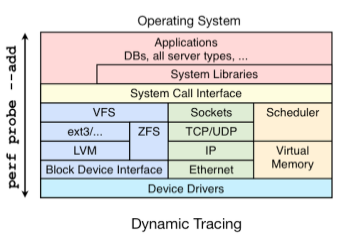 Operating System
perf probe --add
Applications
DBs, all server types, ...
System Libraries
System Call Interface
VFS
Sockets
Scheduler
ext3/...
ZFS
TCP/UDP
LVM
IP
Virtual
Memory
Block Device Interface
Ethernet
Device Drivers
Dynamic Tracing